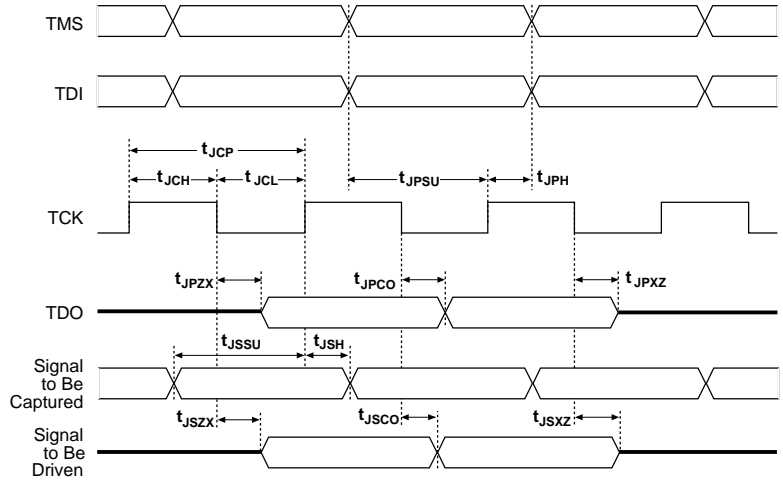 TMS
TDI
tJCP
tJCH
tJCL
tJPSU
tJPH
TCK
tJPZX
tJPCO
tJPXZ
TDO
tJSSU
tJSH
Signal
to Be
Captured
tJSZX
tJSCO
tJSXZ
Signal
to Be
Driven